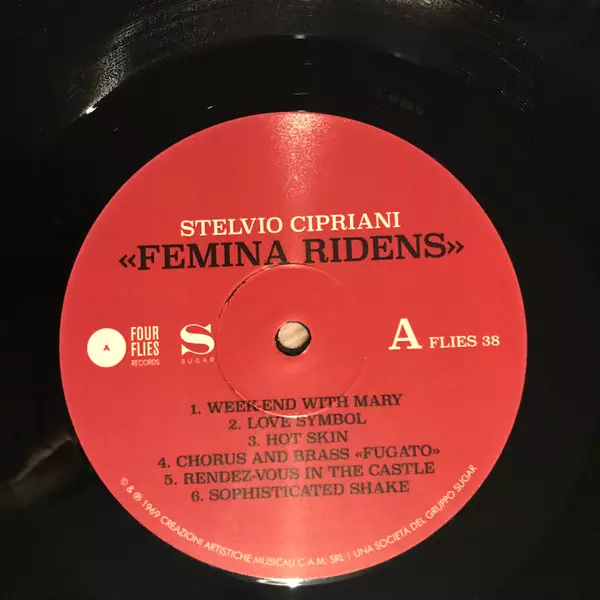 STELVIO CIPRIANI
«FEMINA RIDENS»
A
FOUR
FLIES
RECORDS
S
SUGAR
A FLIES 38
1. WEEK-END WITH MARY
2. LOVE SYMBOL
3. HOT SKIN
4. CHORUS AND BRASS «FUGATO»
5. RENDEZ-VOUS IN THE CASTLE
6. SOPHISTICATED SHAKE
© & ℗ 1969 CREAZIONI ARTISTICHE MUSICALI C.A.M. SRL | UNA SOCIETÀ DEL GRUPPO SUGAR